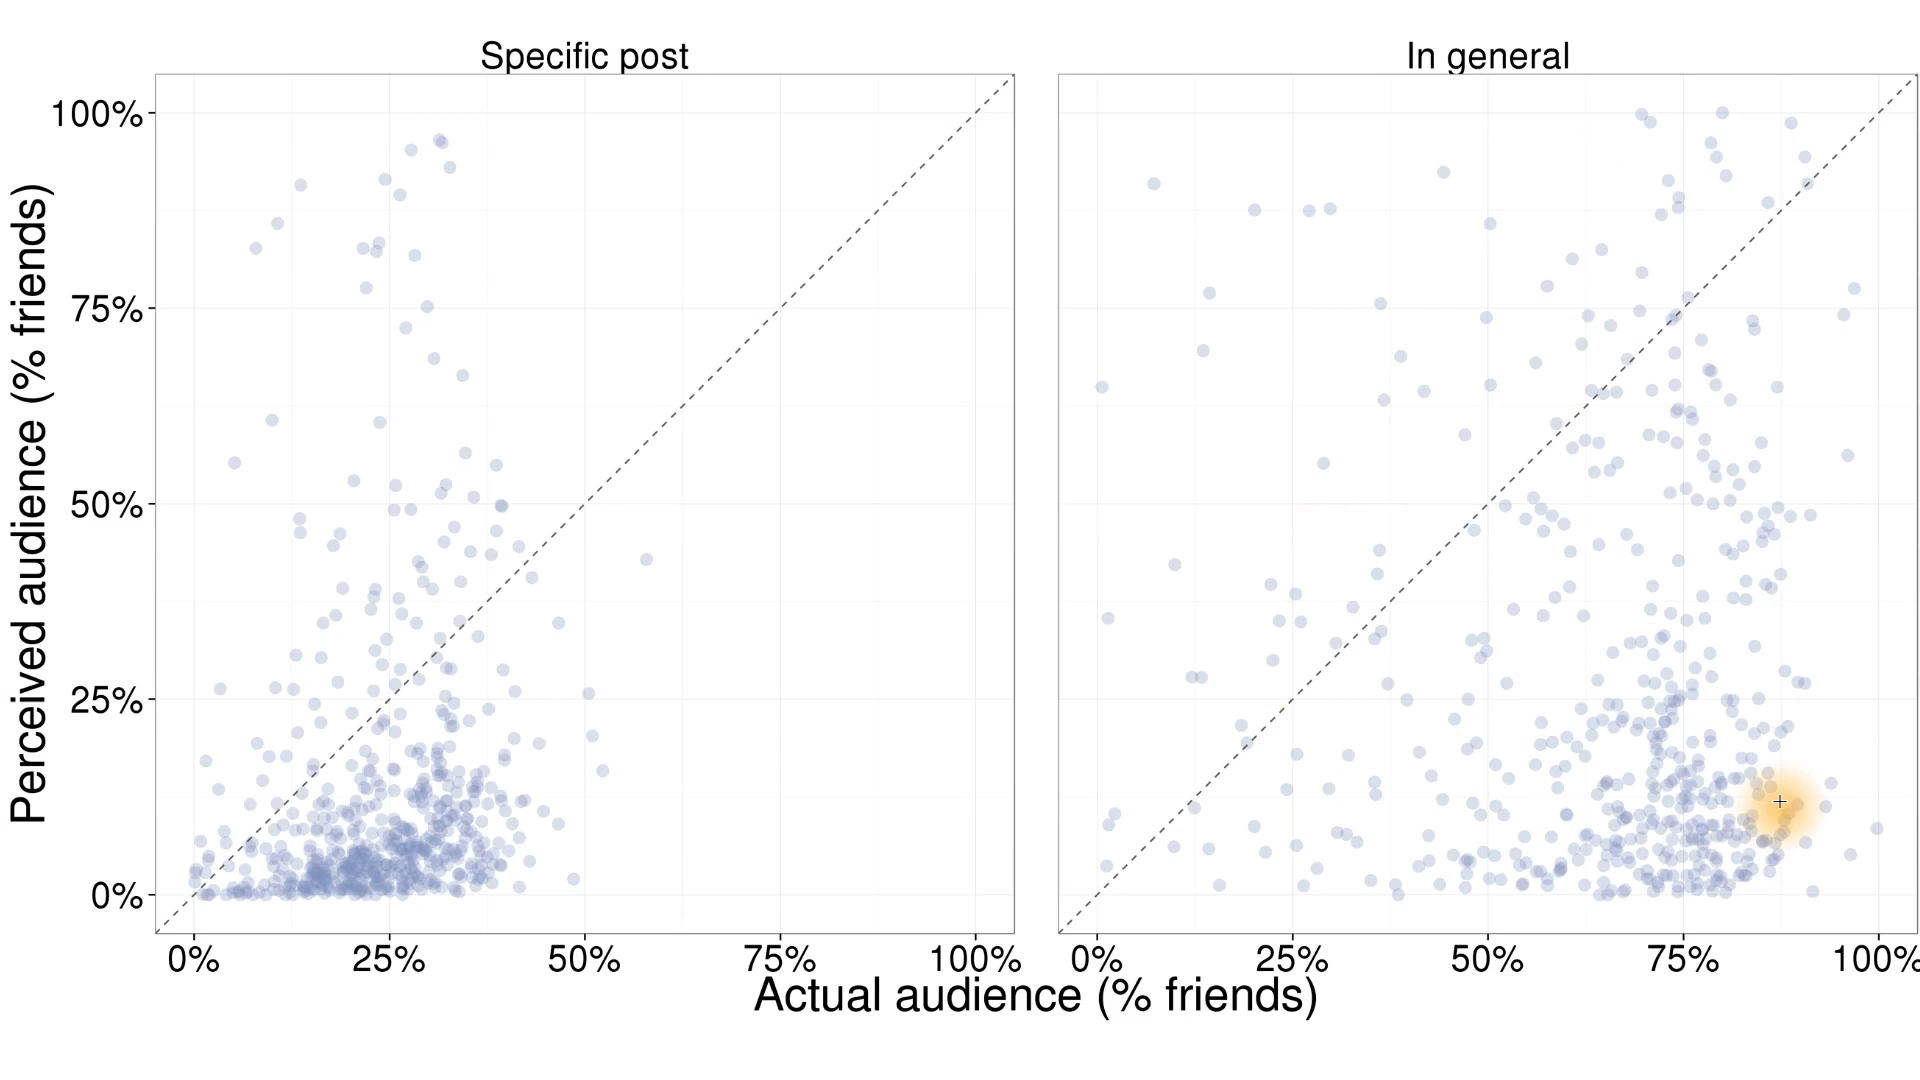 Specific post
In general
Perceived audience (% friends)
100%
75%
50%
25%
0%
0% 25% 50% 75% 100%
0% 25% 50% 75% 100%
Actual audience (% friends)